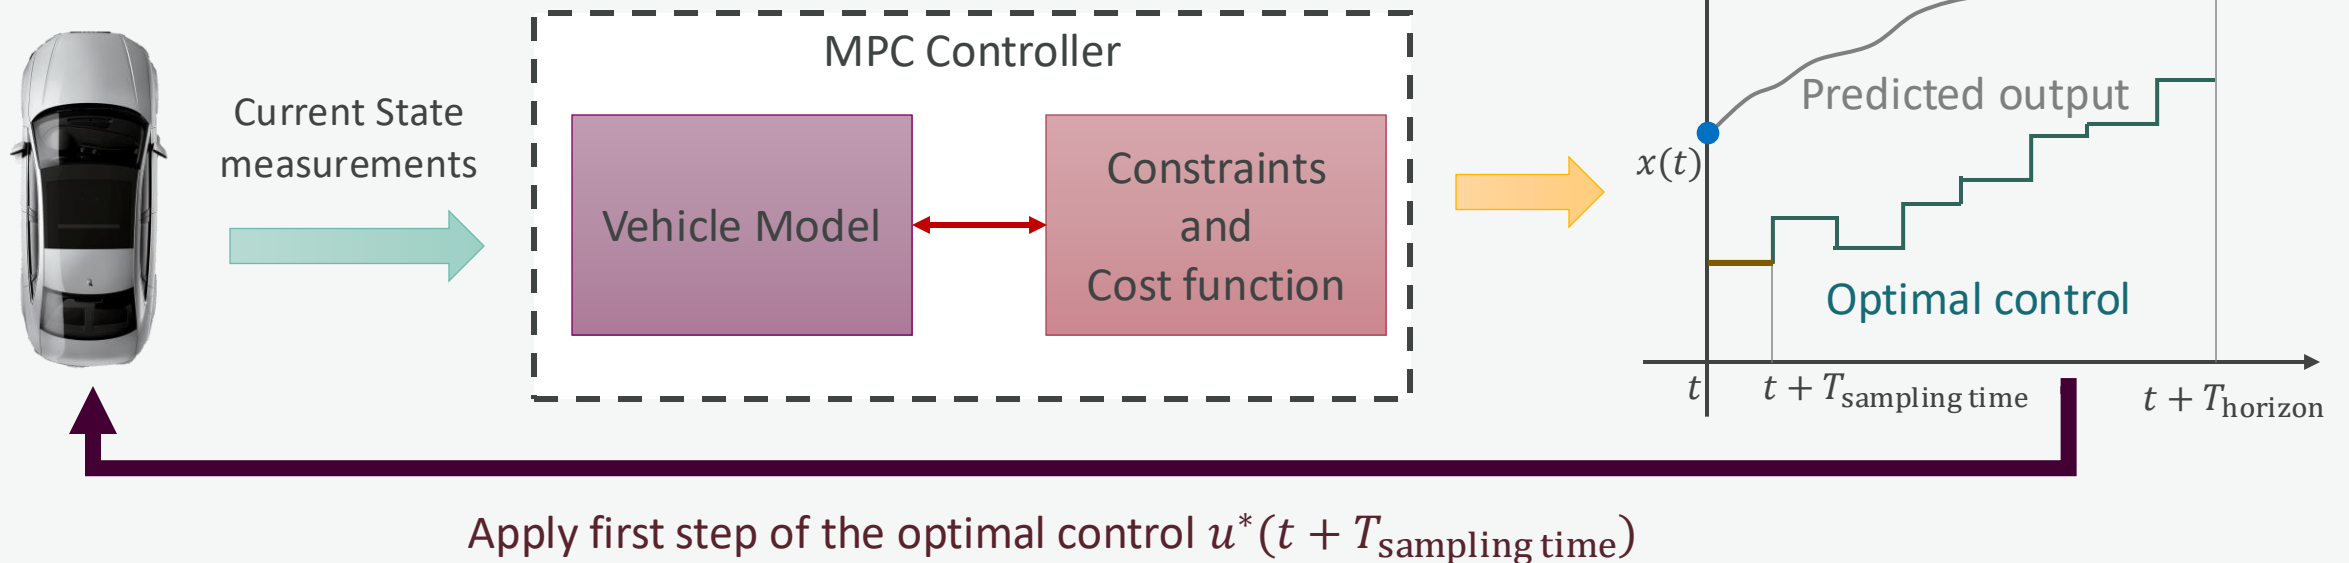 Current State
measurements
MPC Controller
Vehicle Model
Constraints
and
Cost function
Predicted output
x(t)
Optimal control
t
t + T_sampling time
t + T_horizon
Apply first step of the optimal control u*(t + T_sampling time)